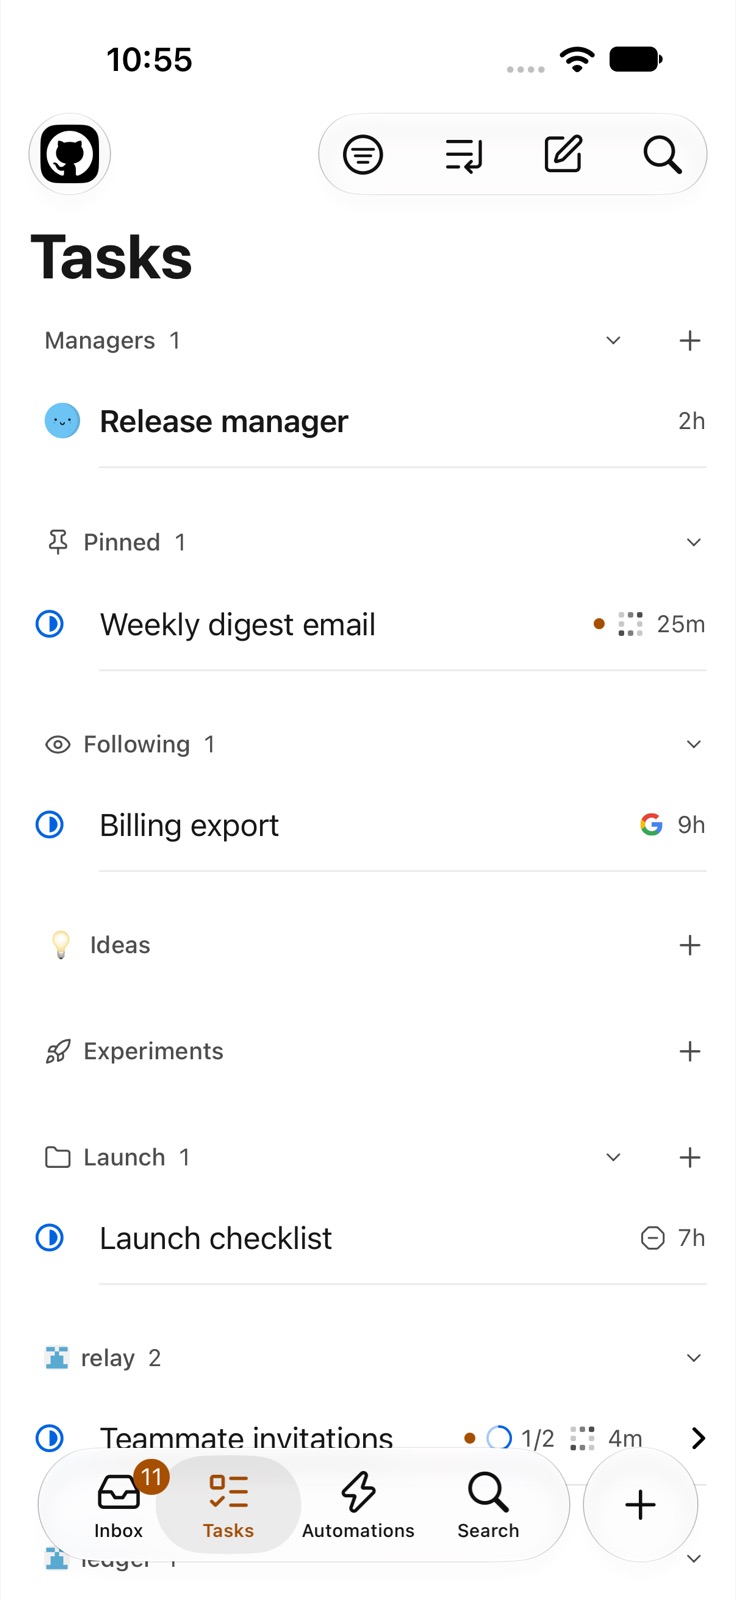 10:55
Tasks
Managers 1
Release manager 2h
Pinned 1
Weekly digest email 25m
Following 1
Billing export 9h
Ideas
Experiments
Launch 1
Launch checklist 7h
relay 2
Teammate invitations 1/2 4m
11
Inbox Tasks Automations Search
ledger 1